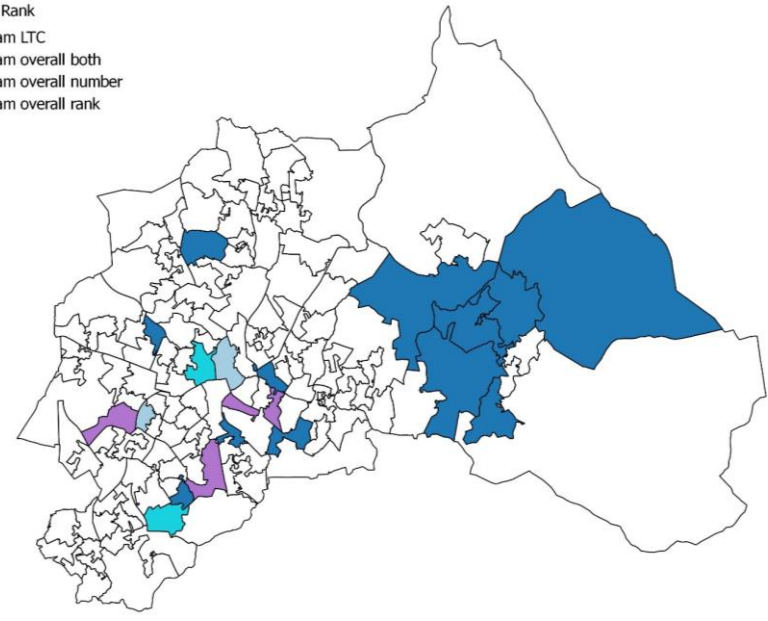 Rank
am LTC
am overall both
am overall number
am overall rank